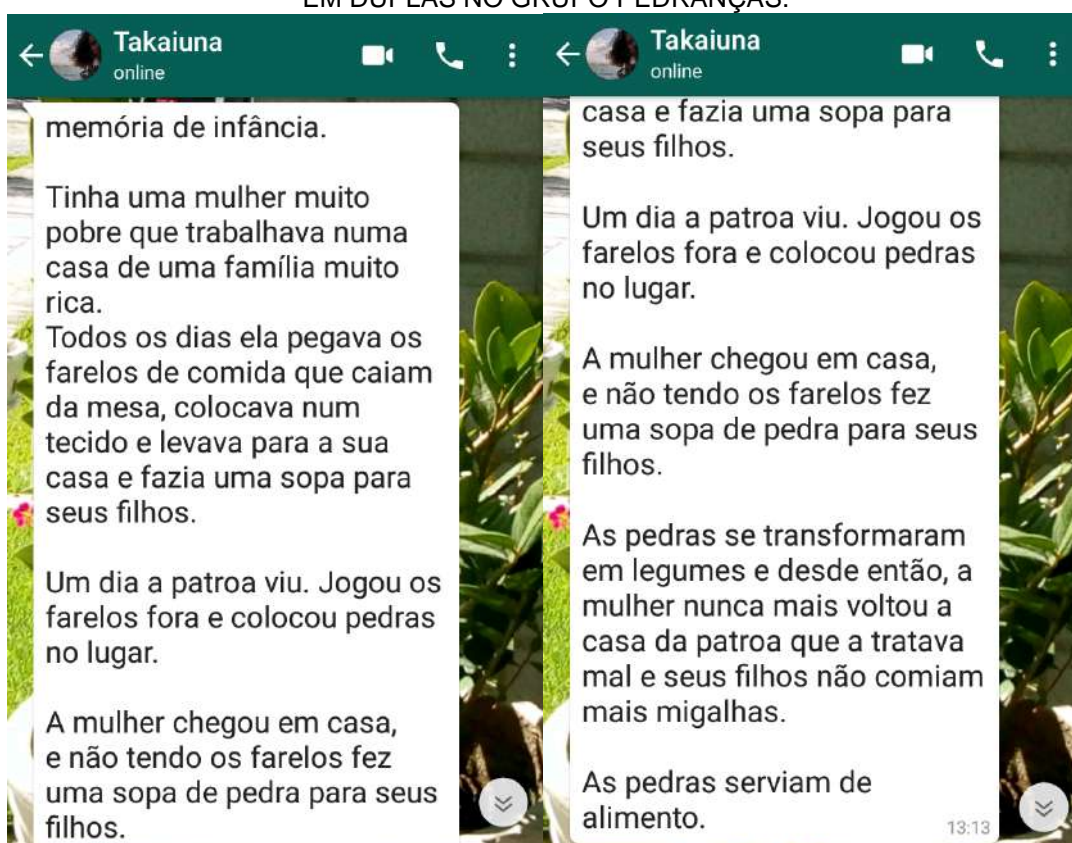 EM DUPLAS NO GRUPO PEDRANÇAS.
Takaiuna
online
memória de infância.
Tinha uma mulher muito
pobre que trabalhava numa
casa de uma família muito
rica.
Todos os dias ela pegava os
farelos de comida que caiam
da mesa, colocava num
tecido e levava para a sua
casa e fazia uma sopa para
seus filhos.
Um dia a patroa viu. Jogou os
farelos fora e colocou pedras
no lugar.
A mulher chegou em casa,
e não tendo os farelos fez
uma sopa de pedra para seus
filhos.
Takaiuna
online
casa e fazia uma sopa para
seus filhos.
Um dia a patroa viu. Jogou os
farelos fora e colocou pedras
no lugar.
A mulher chegou em casa,
e não tendo os farelos fez
uma sopa de pedra para seus
filhos.
As pedras se transformaram
em legumes e desde então, a
mulher nunca mais voltou a
casa da patroa que a tratava
mal e seus filhos não comiam
mais migalhas.
As pedras serviam de
alimento.
13:13